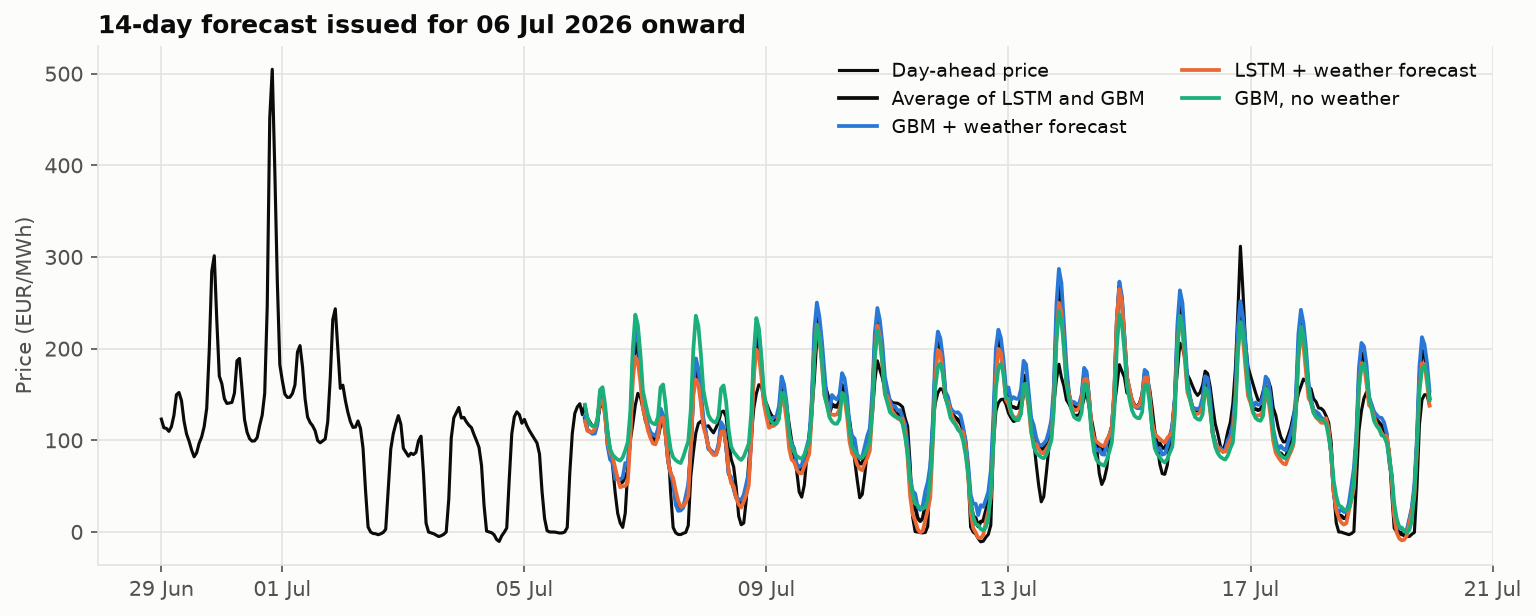 14-day forecast issued for 06 Jul 2026 onward
Day-ahead price
Average of LSTM and GBM
GBM + weather forecast
LSTM + weather forecast
GBM, no weather
Price (EUR/MWh)
500
400
300
200
100
0
29 Jun
01 Jul
05 Jul
09 Jul
13 Jul
17 Jul
21 Jul